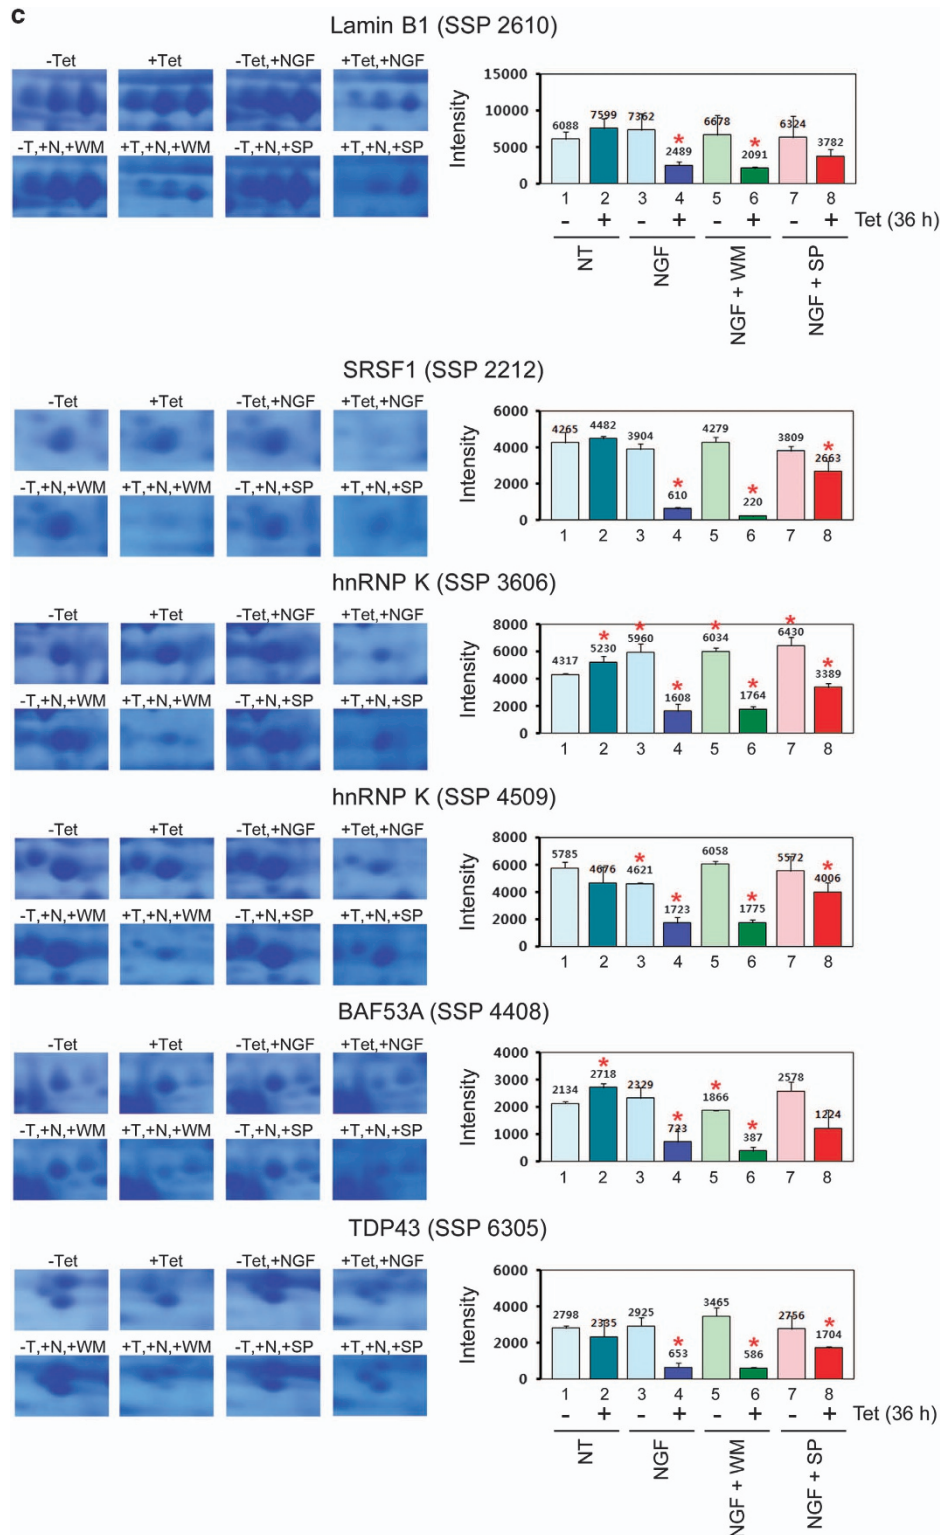 c
Lamin B1 (SSP 2610)
-Tet +Tet -Tet,+NGF +Tet,+NGF
-T,+N,+WM +T,+N,+WM -T,+N,+SP +T,+N,+SP
Intensity
15000
10000
5000
0
6088 7599 7362 * 2489 6678 * 2091 6324 3782
1 2 3 4 5 6 7 8
- + - + - + - + Tet (36 h)
NT NGF NGF + WM NGF + SP
SRSF1 (SSP 2212)
-Tet +Tet -Tet,+NGF +Tet,+NGF
-T,+N,+WM +T,+N,+WM -T,+N,+SP +T,+N,+SP
Intensity
6000
4000
2000
0
4265 4482 3904 * 610 4279 * 220 3809 * 2663
1 2 3 4 5 6 7 8
hnRNP K (SSP 3606)
-Tet +Tet -Tet,+NGF +Tet,+NGF
-T,+N,+WM +T,+N,+WM -T,+N,+SP +T,+N,+SP
Intensity
8000
6000
4000
2000
0
4317 * 5230 * 5960 * 1608 * 6034 * 1764 * 6430 * 3389
1 2 3 4 5 6 7 8
hnRNP K (SSP 4509)
-Tet +Tet -Tet,+NGF +Tet,+NGF
-T,+N,+WM +T,+N,+WM -T,+N,+SP +T,+N,+SP
Intensity
8000
6000
4000
2000
0
5785 4676 * 4621 * 1723 6058 * 1775 5572 * 4006
1 2 3 4 5 6 7 8
BAF53A (SSP 4408)
-Tet +Tet -Tet,+NGF +Tet,+NGF
-T,+N,+WM +T,+N,+WM -T,+N,+SP +T,+N,+SP
Intensity
4000
3000
2000
1000
0
2134 * 2718 2329 * 723 * 1866 * 387 2578 1224
1 2 3 4 5 6 7 8
TDP43 (SSP 6305)
-Tet +Tet -Tet,+NGF +Tet,+NGF
-T,+N,+WM +T,+N,+WM -T,+N,+SP +T,+N,+SP
Intensity
6000
4000
2000
0
2798 2335 2925 * 653 3465 * 586 2756 * 1704
1 2 3 4 5 6 7 8
- + - + - + - + Tet (36 h)
NT NGF NGF + WM NGF + SP